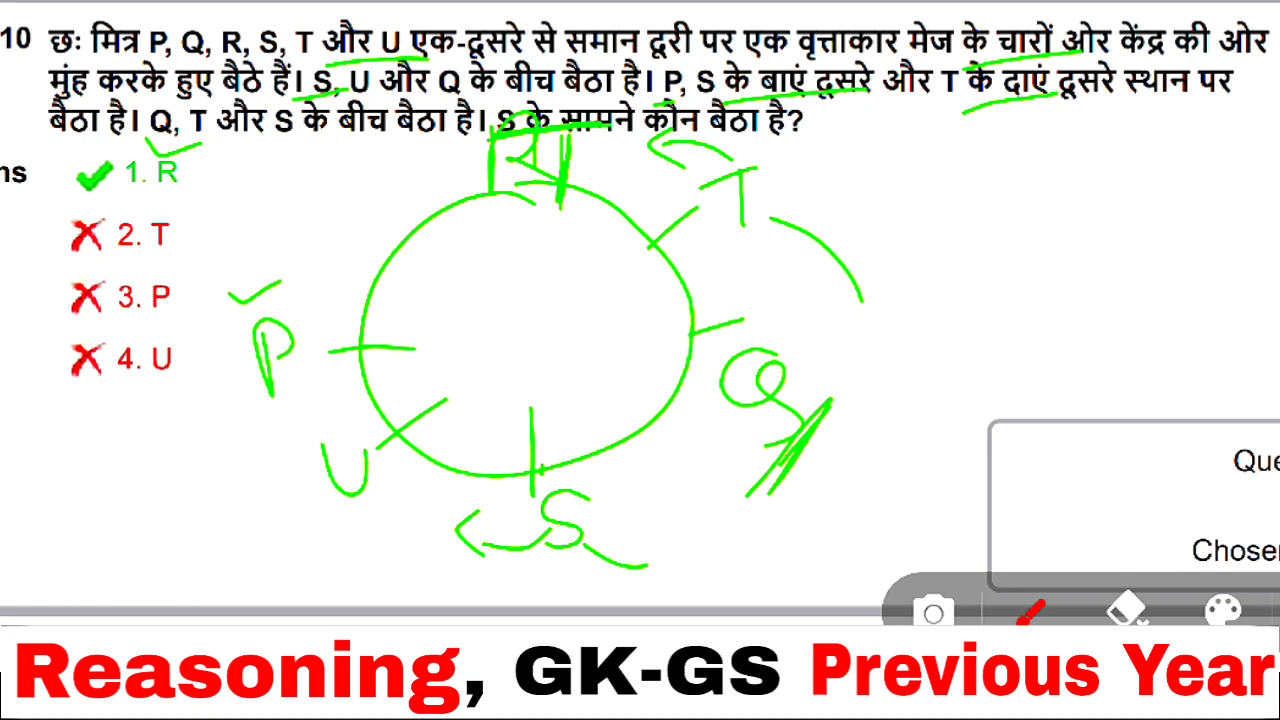 10 छः मित्र P, Q, R, S, T और U एक-दूसरे से समान दूरी पर एक वृत्ताकार मेज के चारों ओर केंद्र की ओर
मुंह करके हुए बैठे हैं। S, U और Q के बीच बैठा है। P, S के बाएं दूसरे और T के दाएं दूसरे स्थान पर
बैठा है। Q, T और S के बीच बैठा है। S के सामने कौन बैठा है?
ns
1. R
2. T
3. P
4. U
R
T
P
Q
U
S
Que
Chosen
Reasoning, GK-GS Previous Year